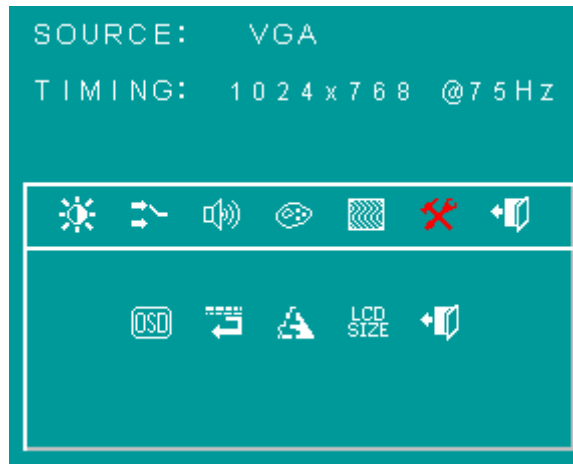 SOURCE: VGA
TIMING: 1024x768 @75Hz
OSD
LCD
SIZE